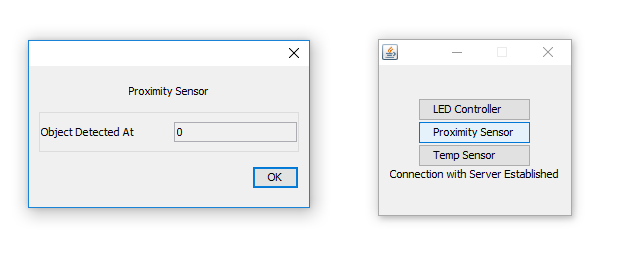 Proximity Sensor
Object Detected At
0
OK
LED Controller
Proximity Sensor
Temp Sensor
Connection with Server Established